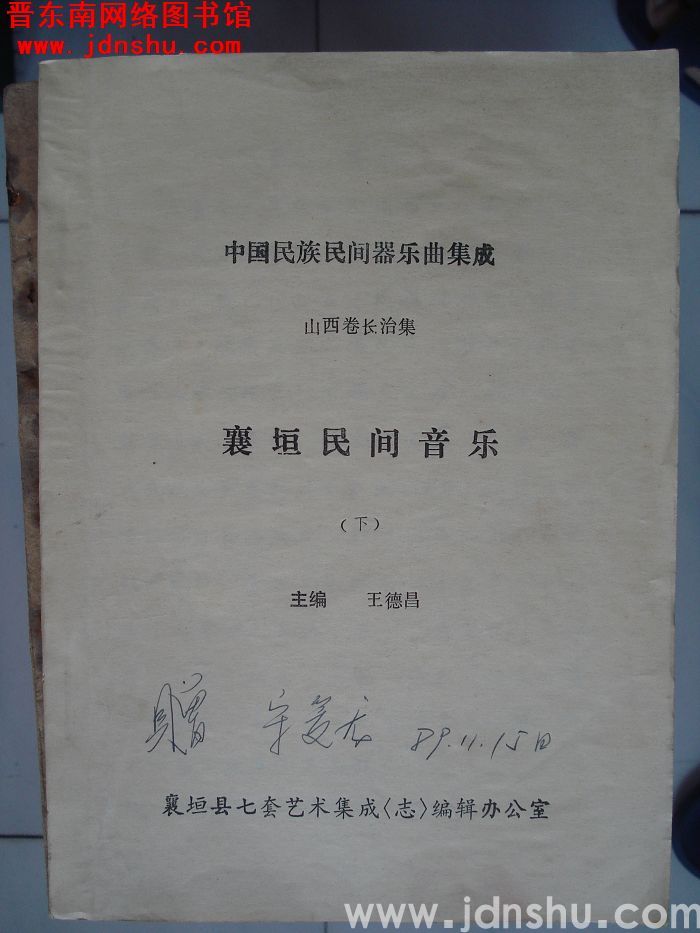 晋东南网络图书馆
www.jdnshu.com
中国民族民间器乐曲集成
山西卷长治集
襄垣民间音乐
（下）
主编 王德昌
赠 89.11.15日
襄垣县七套艺术集成〈志〉编辑办公室
www.jdnshu.com